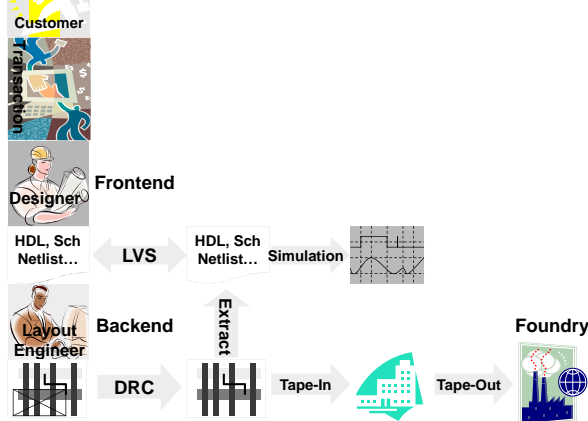 Customer
Transaction
Designer
Frontend
HDL, Sch
Netlist…
LVS
HDL, Sch
Netlist…
Simulation
Extract
Layout
Engineer
Backend
Foundry
DRC
Tape-In
Tape-Out